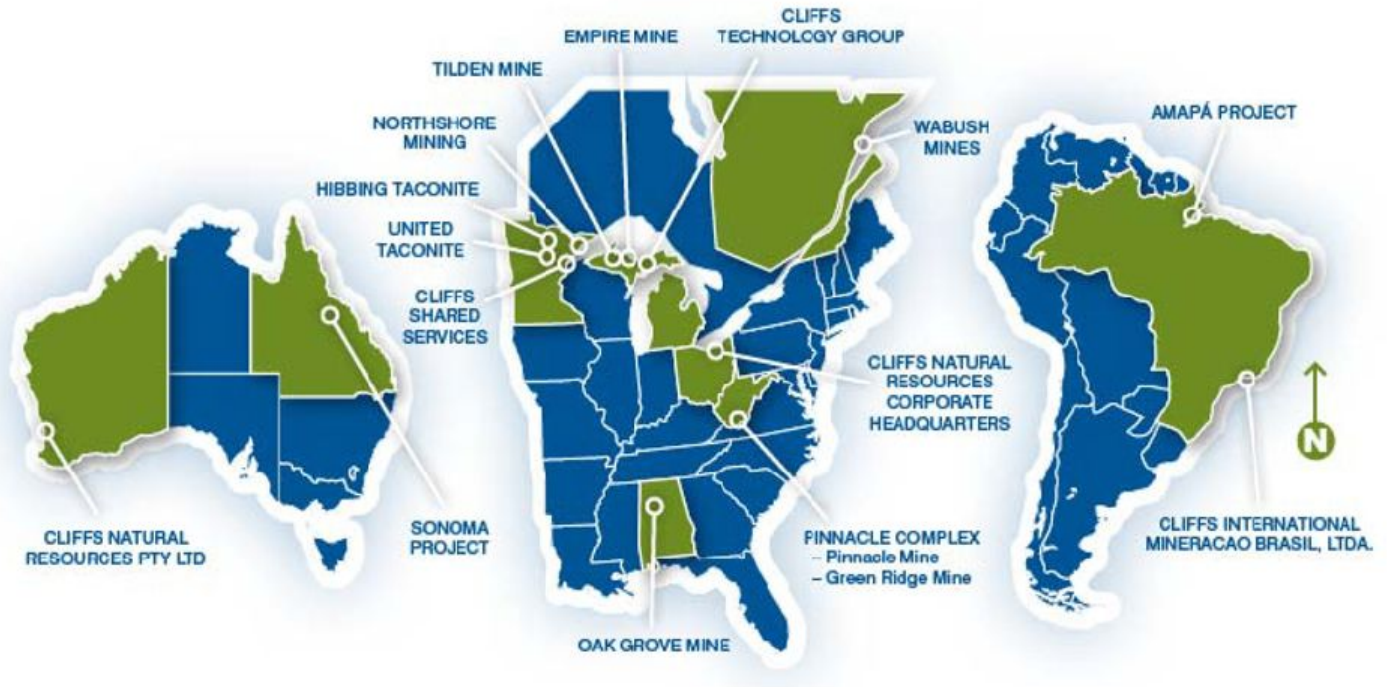 CLIFFS
TECHNOLOGY GROUP
EMPIRE MINE
TILDEN MINE
NORTHSHORE
MINING
HIBBING TACONITE
UNITED
TACONITE
CLIFFS
SHARED
SERVICES
WABUSH
MINES
AMAPÁ PROJECT
CLIFFS NATURAL
RESOURCES
CORPORATE
HEADQUARTERS
N
CLIFFS NATURAL
RESOURCES PTY LTD
SONOMA
PROJECT
PINNACLE COMPLEX
– Pinnacle Mine
– Green Ridge Mine
CLIFFS INTERNATIONAL
MINERACAO BRASIL, LTDA.
OAK GROVE MINE